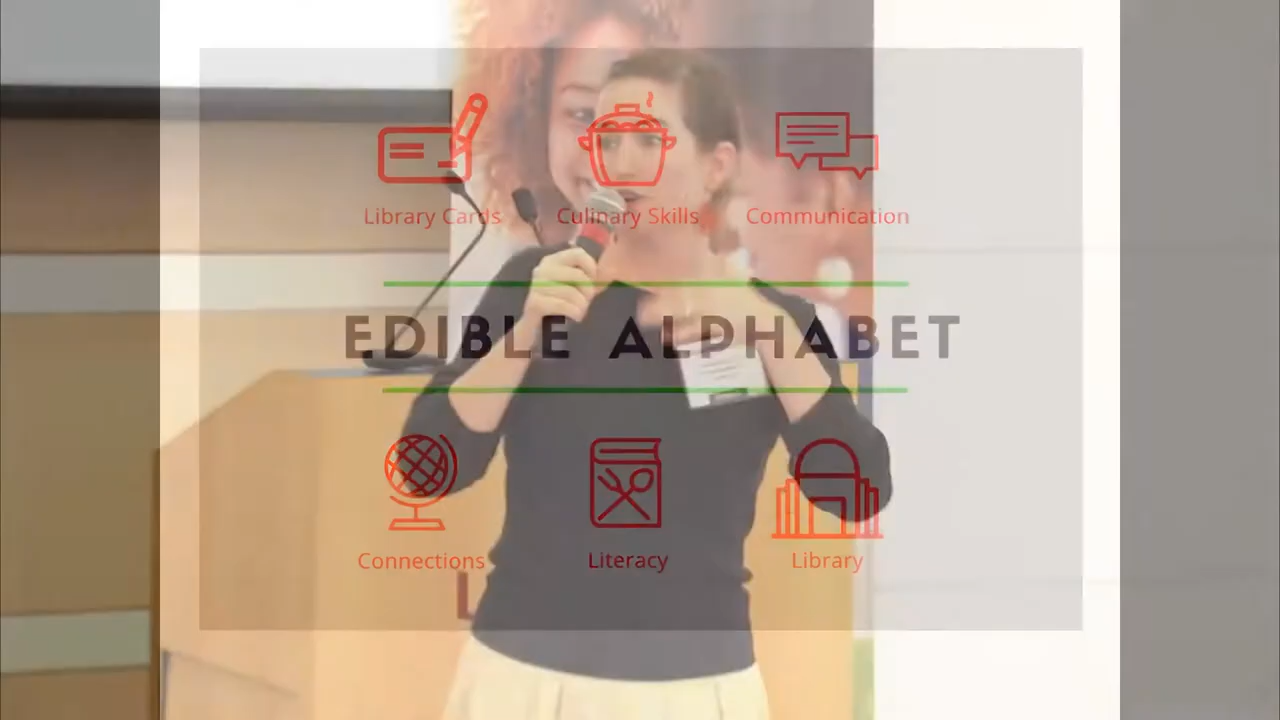 Library Cards Culinary Skills Communication
EDIBLE ALPHABET
Connections Literacy Library
L